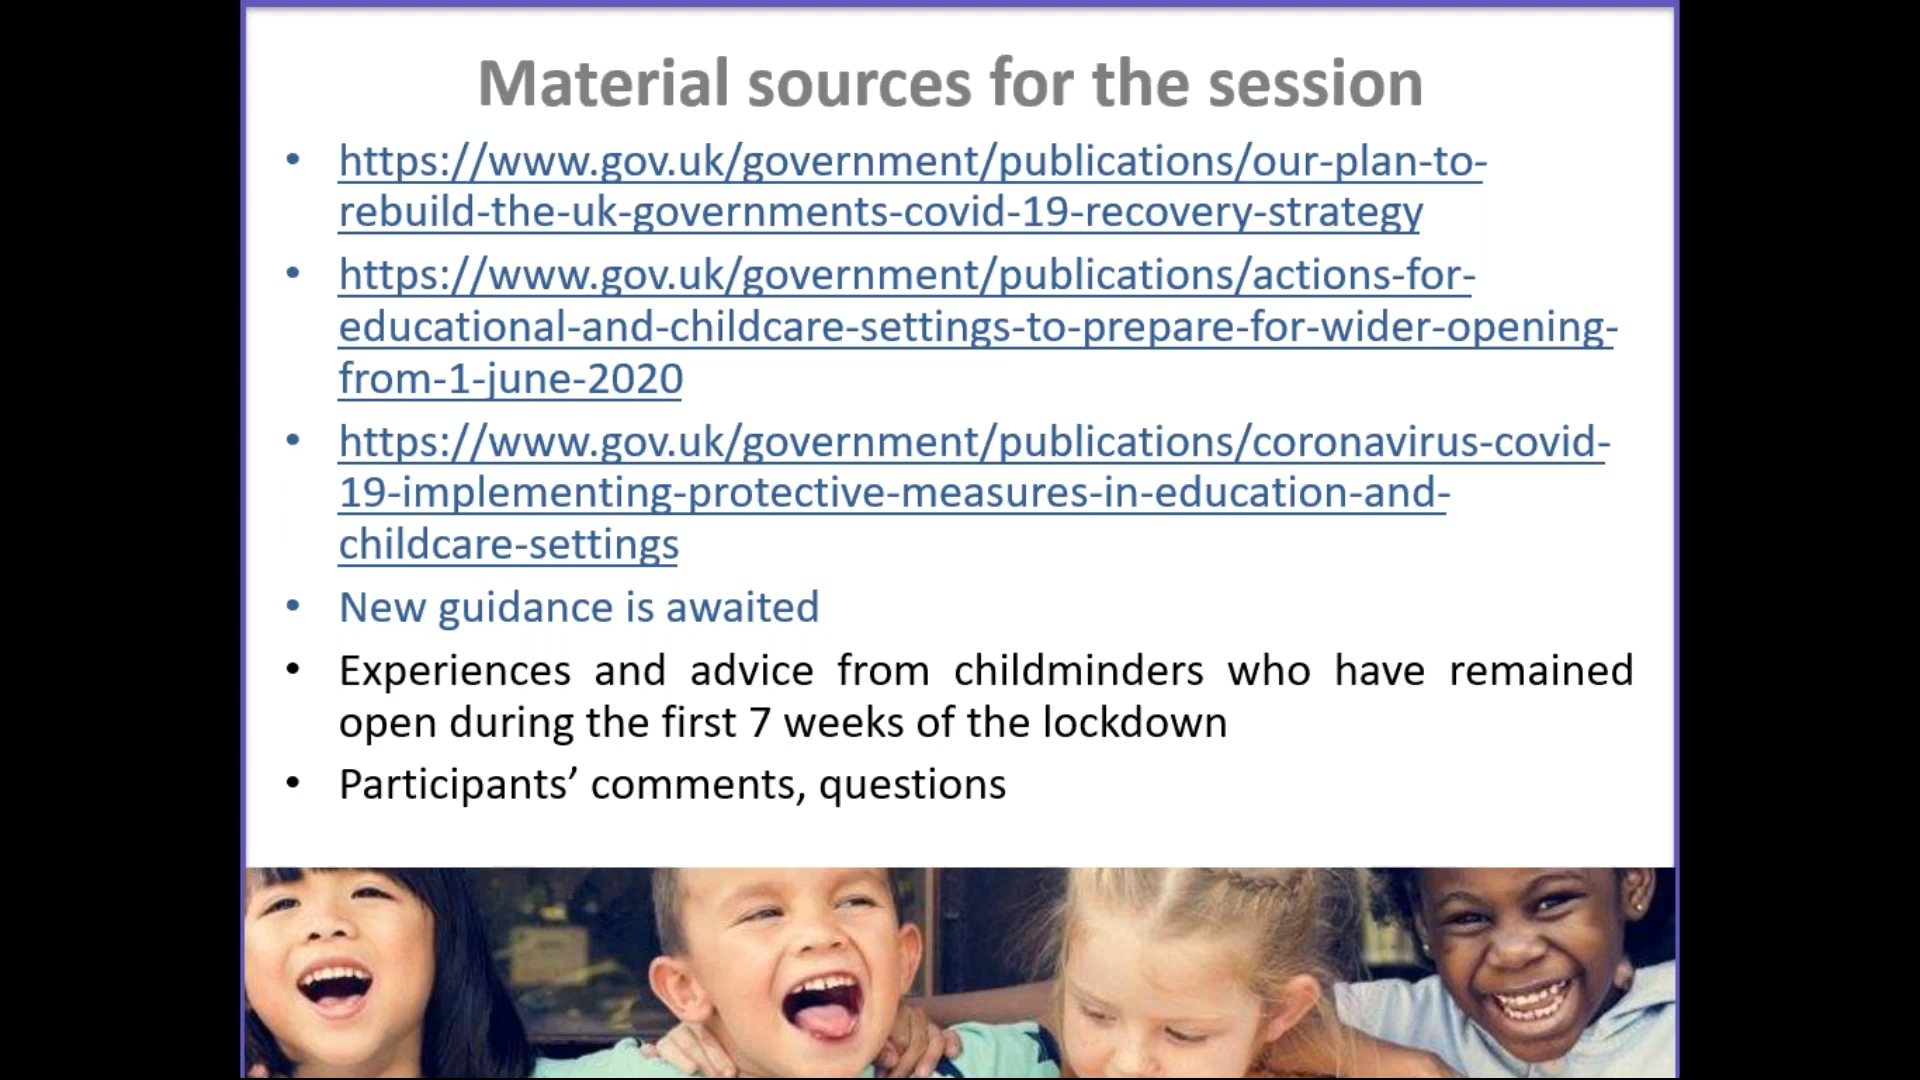 Material sources for the session
• https://www.gov.uk/government/publications/our-plan-to-
rebuild-the-uk-governments-covid-19-recovery-strategy
• https://www.gov.uk/government/publications/actions-for-
educational-and-childcare-settings-to-prepare-for-wider-opening-
from-1-june-2020
• https://www.gov.uk/government/publications/coronavirus-covid-
19-implementing-protective-measures-in-education-and-
childcare-settings
• New guidance is awaited
• Experiences and advice from childminders who have remained
open during the first 7 weeks of the lockdown
• Participants’ comments, questions